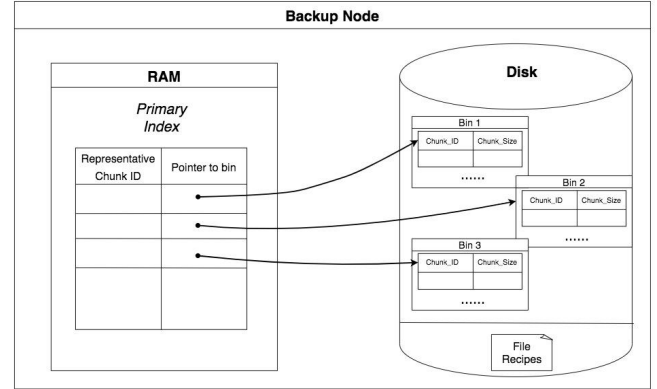 Backup Node
RAM
Primary
Index
Representative
Chunk ID
Pointer to bin
Disk
Bin 1
Chunk_ID Chunk_Size
......
Bin 2
Chunk_ID Chunk_Size
......
Bin 3
Chunk_ID Chunk_Size
......
File
Recipes